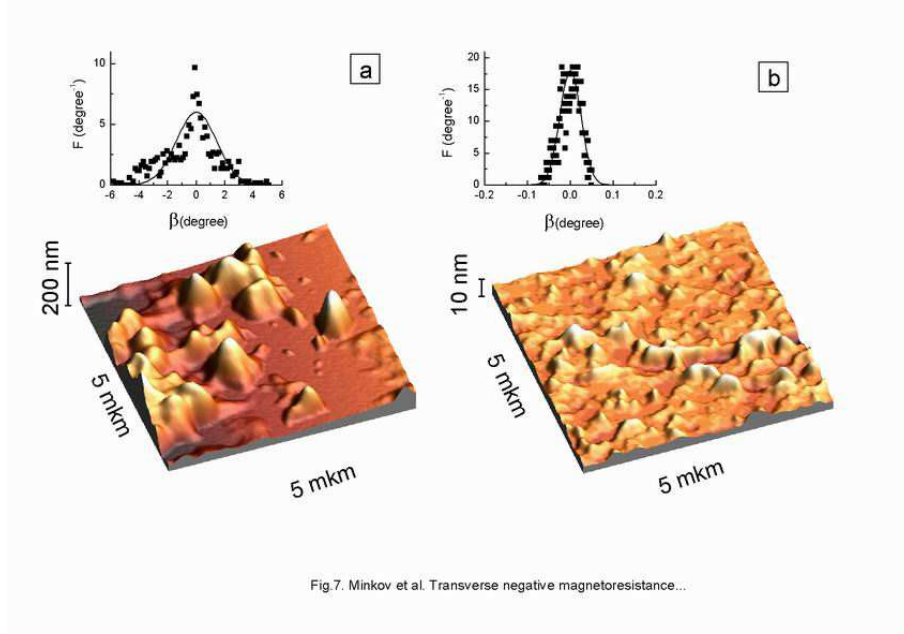 a
10
5
0
F (degree⁻¹)
-6 -4 -2 0 2 4 6
β(degree)
b
20
15
10
5
0
F (degree⁻¹)
-0.2 -0.1 0.0 0.1 0.2
β(degree)
200 nm
5 mkm
5 mkm
10 nm
5 mkm
5 mkm
Fig.7. Minkov et al. Transverse negative magnetoresistance...